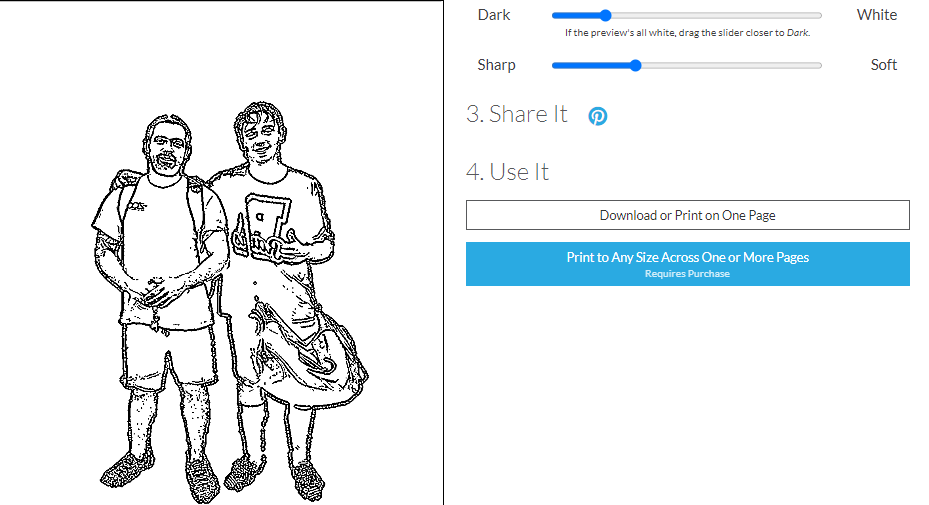 Dark White
If the preview's all white, drag the slider closer to Dark.
Sharp Soft
3. Share It
4. Use It
Download or Print on One Page
Print to Any Size Across One or More Pages
Requires Purchase